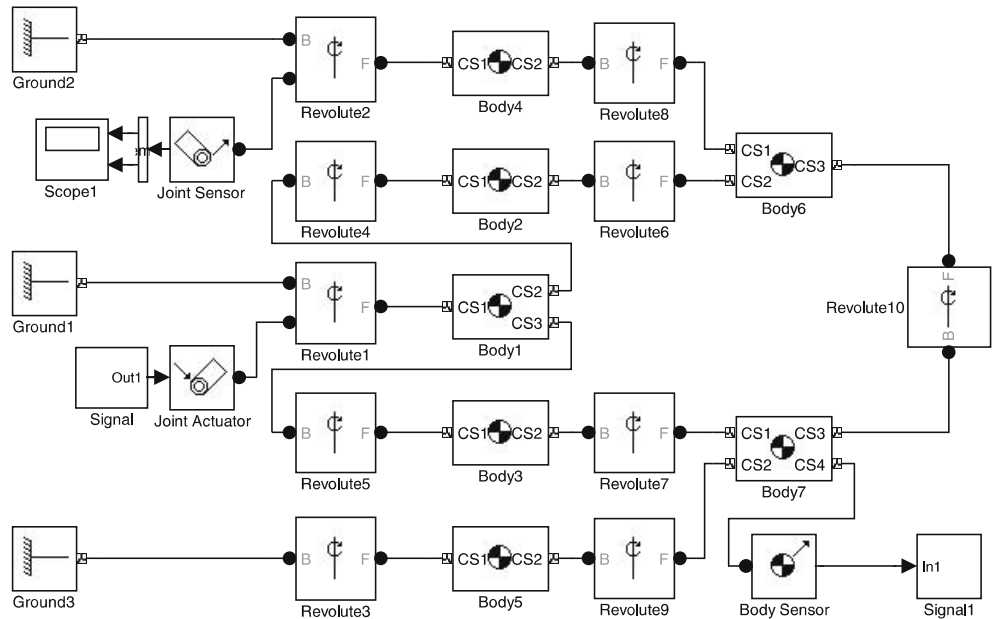 B F CS1 CS2 B F
Ground2 Revolute2 Body4 Revolute8
CS1 CS2 CS3
Scope1 Joint Sensor
B F CS1 CS2 B F
Revolute4 Body2 Revolute6 Body6
B F CS1 CS2 CS3
Ground1 Revolute1 Body1
F
Revolute10
B
Out1
Signal Joint Actuator
B F CS1 CS2 B F CS1 CS3
CS2 CS4
Revolute5 Body3 Revolute7 Body7
B F CS1 CS2 B F
Ground3 Revolute3 Body5 Revolute9
In1
Body Sensor Signal1